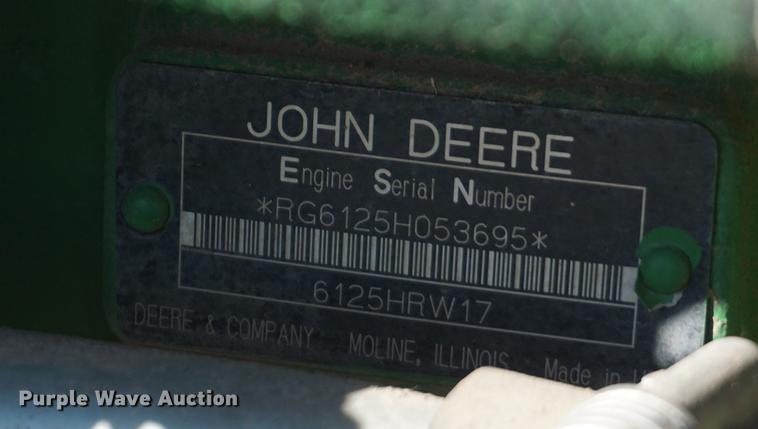 JOHN DEERE
Engine Serial Number
*RG6125H053695*
6125HRW17
DEERE & COMPANY MOLINE, ILLINOIS Made in
Purple Wave Auction